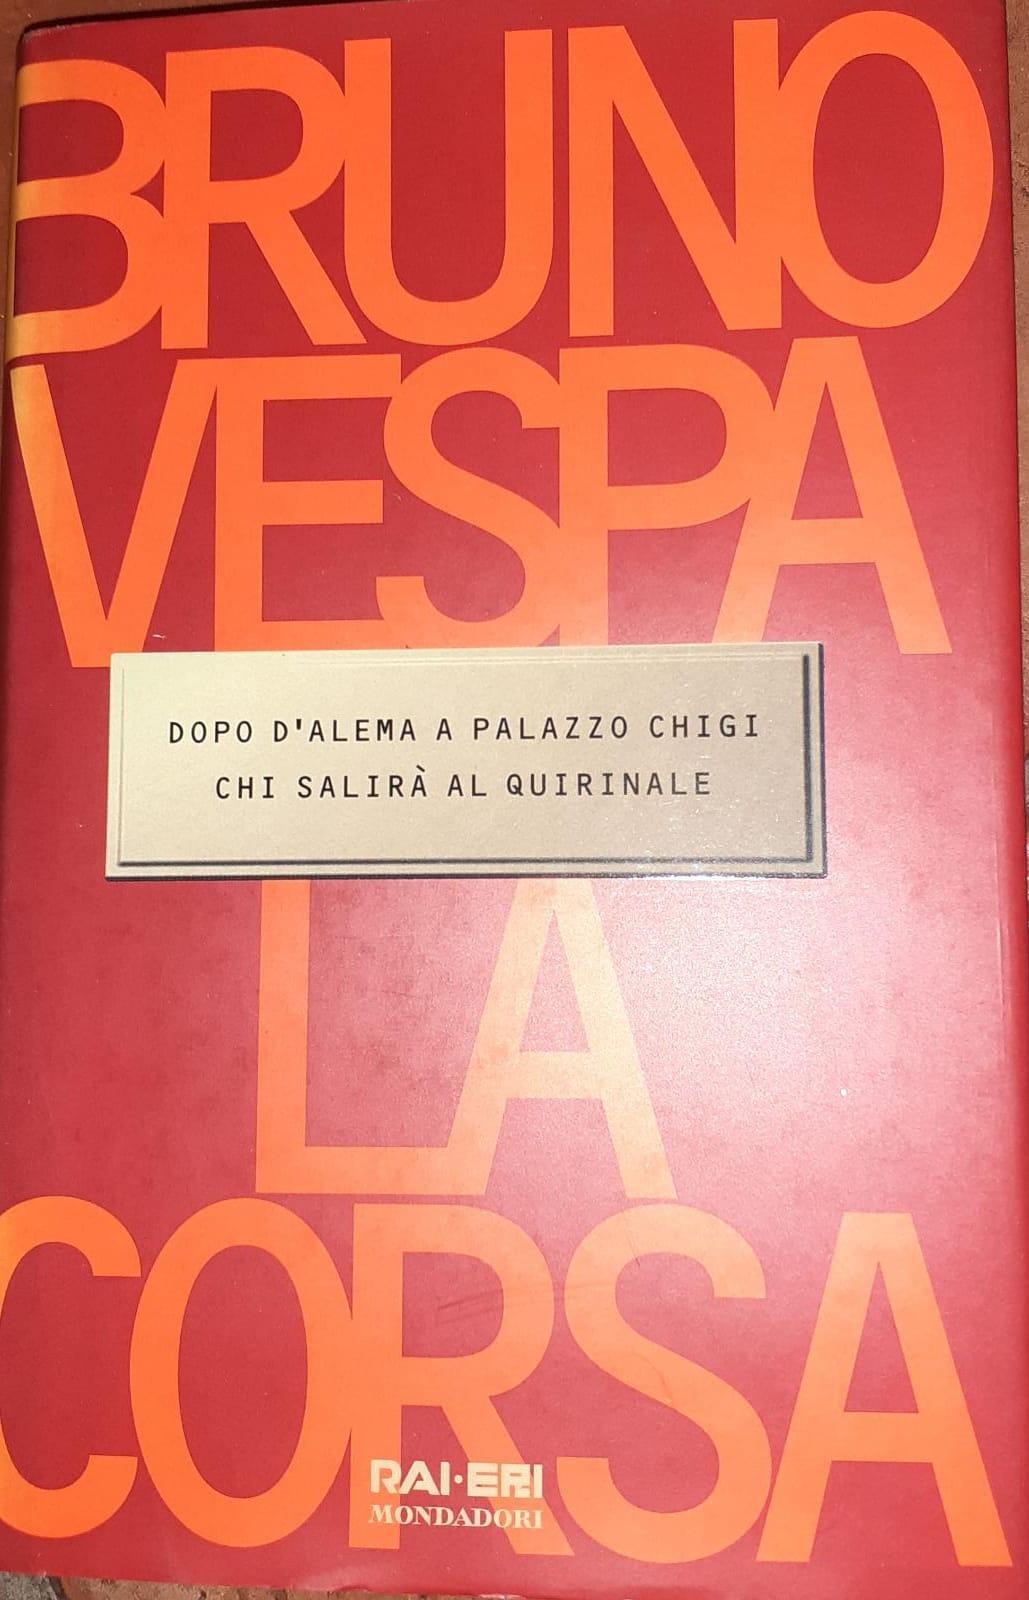 BRUNO
VESPA
DOPO D'ALEMA A PALAZZO CHIGI
CHI SALIRÀ AL QUIRINALE
LA
CORSA
RAI·ERI
MONDADORI